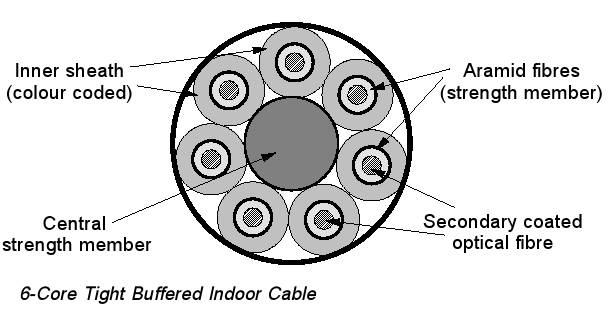 Inner sheath
(colour coded)
Aramid fibres
(strength member)
Central
strength member
Secondary coated
optical fibre
6-Core Tight Buffered Indoor Cable